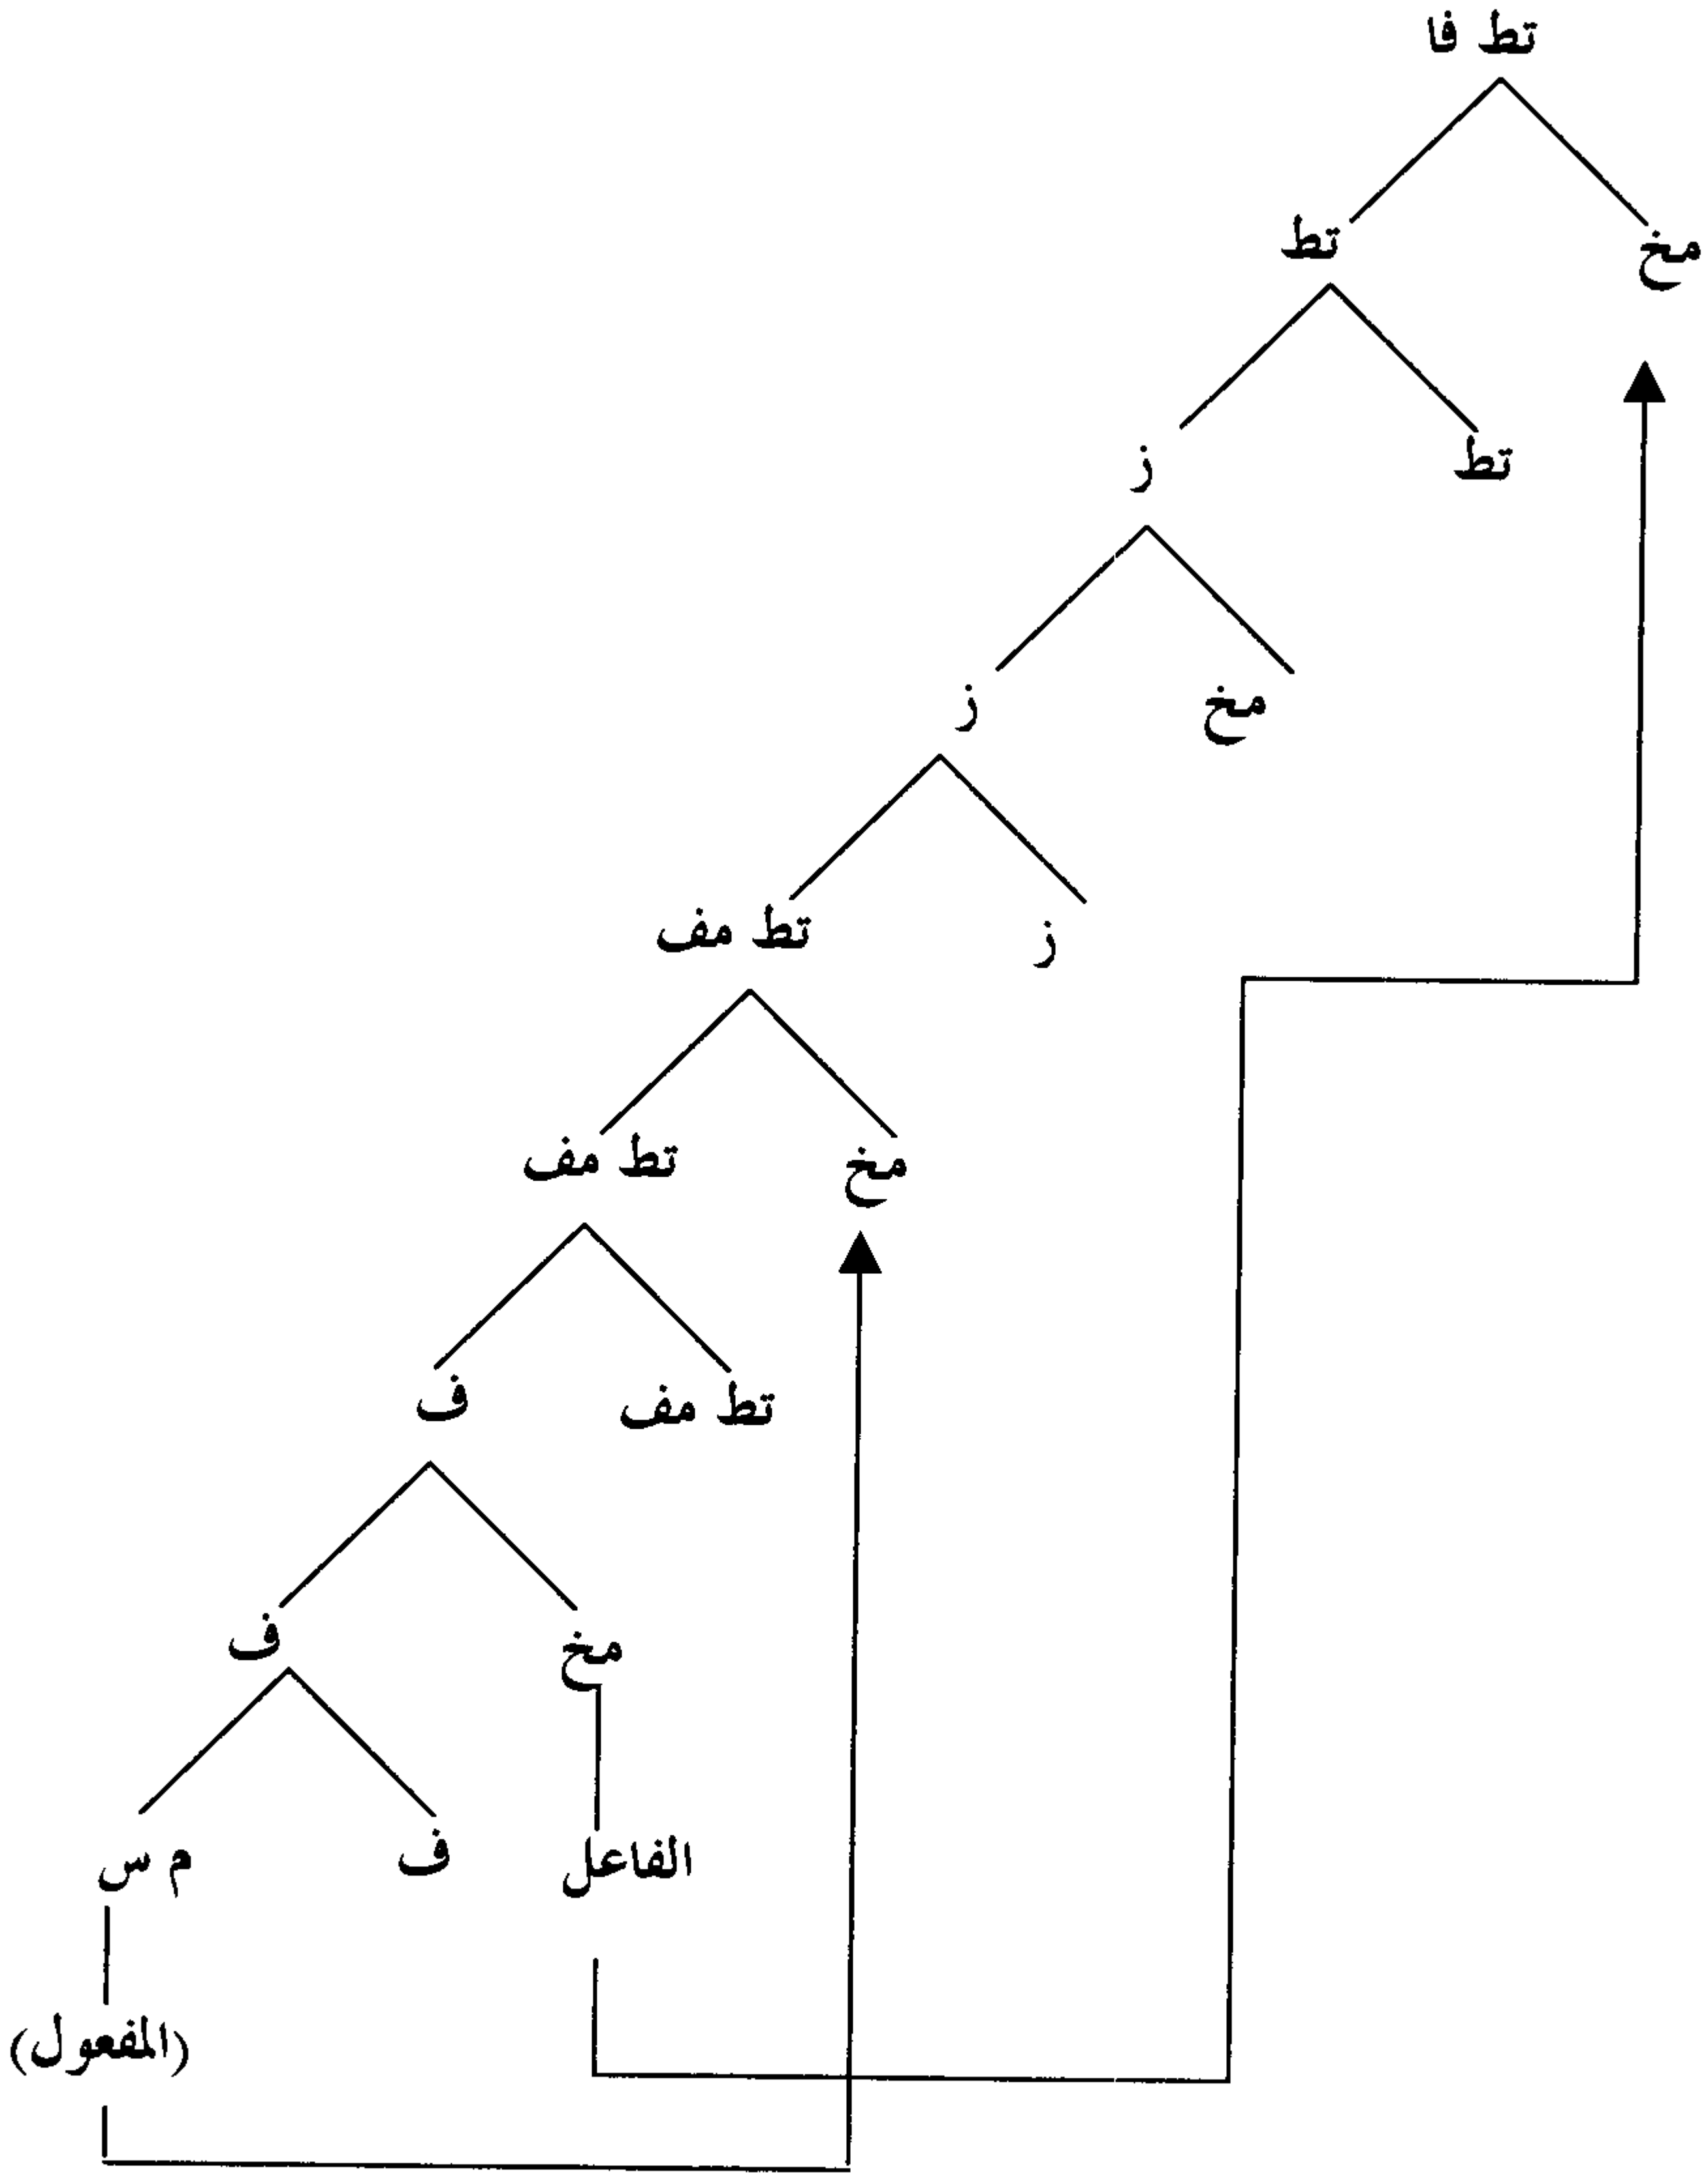 تط فا
تط
مخ
ز
تط
ز
مخ
تط مف
ز
تط مف
مخ
ف
تط مف
ف
مخ
م س
ف
الفاعل
(المفعول)